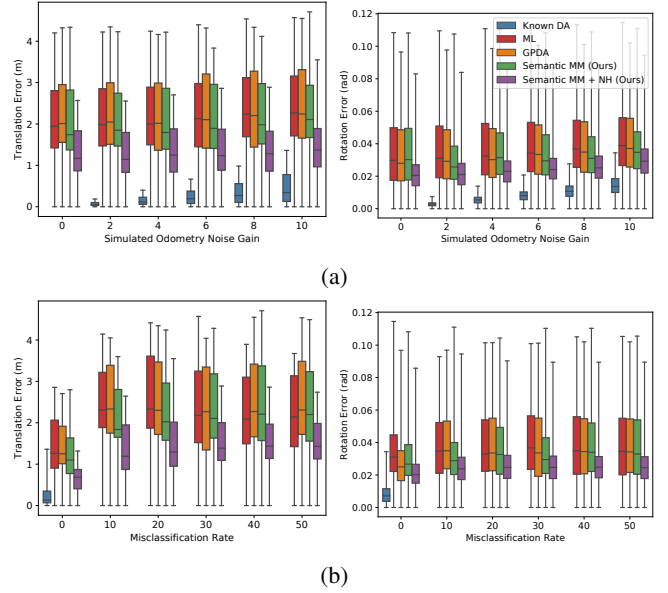 Translation Error (m)
4
3
2
1
0
0 2 4 6 8 10
Simulated Odometry Noise Gain
Rotation Error (rad)
0.12
0.10
0.08
0.06
0.04
0.02
0.00
0 2 4 6 8 10
Simulated Odometry Noise Gain
Known DA
ML
GPDA
Semantic MM (Ours)
Semantic MM + NH (Ours)
(a)
Translation Error (m)
4
3
2
1
0
0 10 20 30 40 50
Misclassification Rate
Rotation Error (rad)
0.12
0.10
0.08
0.06
0.04
0.02
0.00
0 10 20 30 40 50
Misclassification Rate
(b)